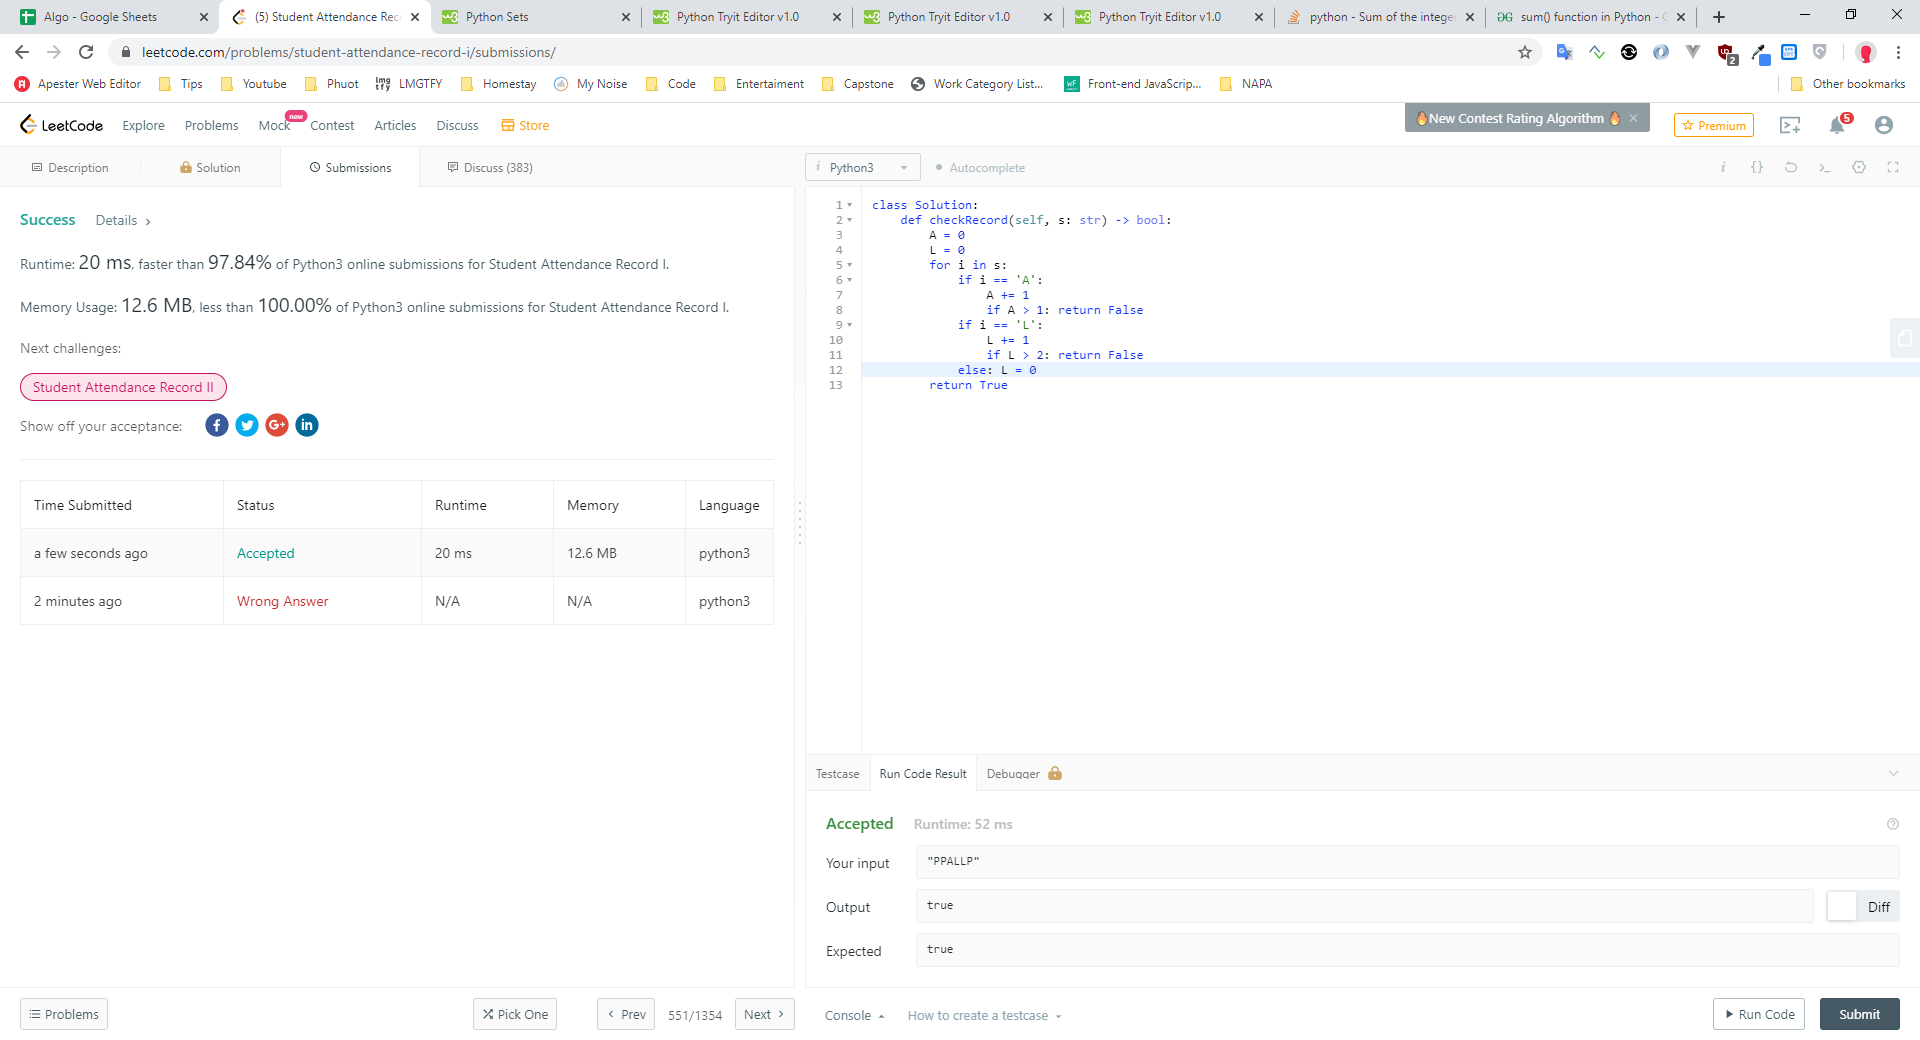 Algo - Google Sheets
(5) Student Attendance Rec
Python Sets
Python Tryit Editor v1.0
Python Tryit Editor v1.0
Python Tryit Editor v1.0
python - Sum of the intege
sum() function in Python - G
leetcode.com/problems/student-attendance-record-i/submissions/
2
Apester Web Editor
Tips
Youtube
Phuot
LMGTFY
Homestay
My Noise
Code
Entertaiment
Capstone
Work Category List...
Front-end JavaScrip...
NAPA
Other bookmarks
LeetCode
Explore
Problems
Mock
new
Contest
Articles
Discuss
Store
🔥New Contest Rating Algorithm 🔥 ×
Premium
5
Description
Solution
Submissions
Discuss (383)
i Python3
Autocomplete
Success
Details >
Runtime: 20 ms, faster than 97.84% of Python3 online submissions for Student Attendance Record I.
Memory Usage: 12.6 MB, less than 100.00% of Python3 online submissions for Student Attendance Record I.
Next challenges:
Student Attendance Record II
Show off your acceptance:
Time Submitted Status Runtime Memory Language
a few seconds ago Accepted 20 ms 12.6 MB python3
2 minutes ago Wrong Answer N/A N/A python3
1 class Solution:
2     def checkRecord(self, s: str) -> bool:
3         A = 0
4         L = 0
5         for i in s:
6             if i == 'A':
7                 A += 1
8                 if A > 1: return False
9             if i == 'L':
10                 L += 1
11                 if L > 2: return False
12             else: L = 0
13         return True
Testcase
Run Code Result
Debugger
Accepted
Runtime: 52 ms
Your input
"PPALLP"
Output
true
Diff
Expected
true
Problems
Pick One
< Prev
551/1354
Next >
Console
How to create a testcase
Run Code
Submit